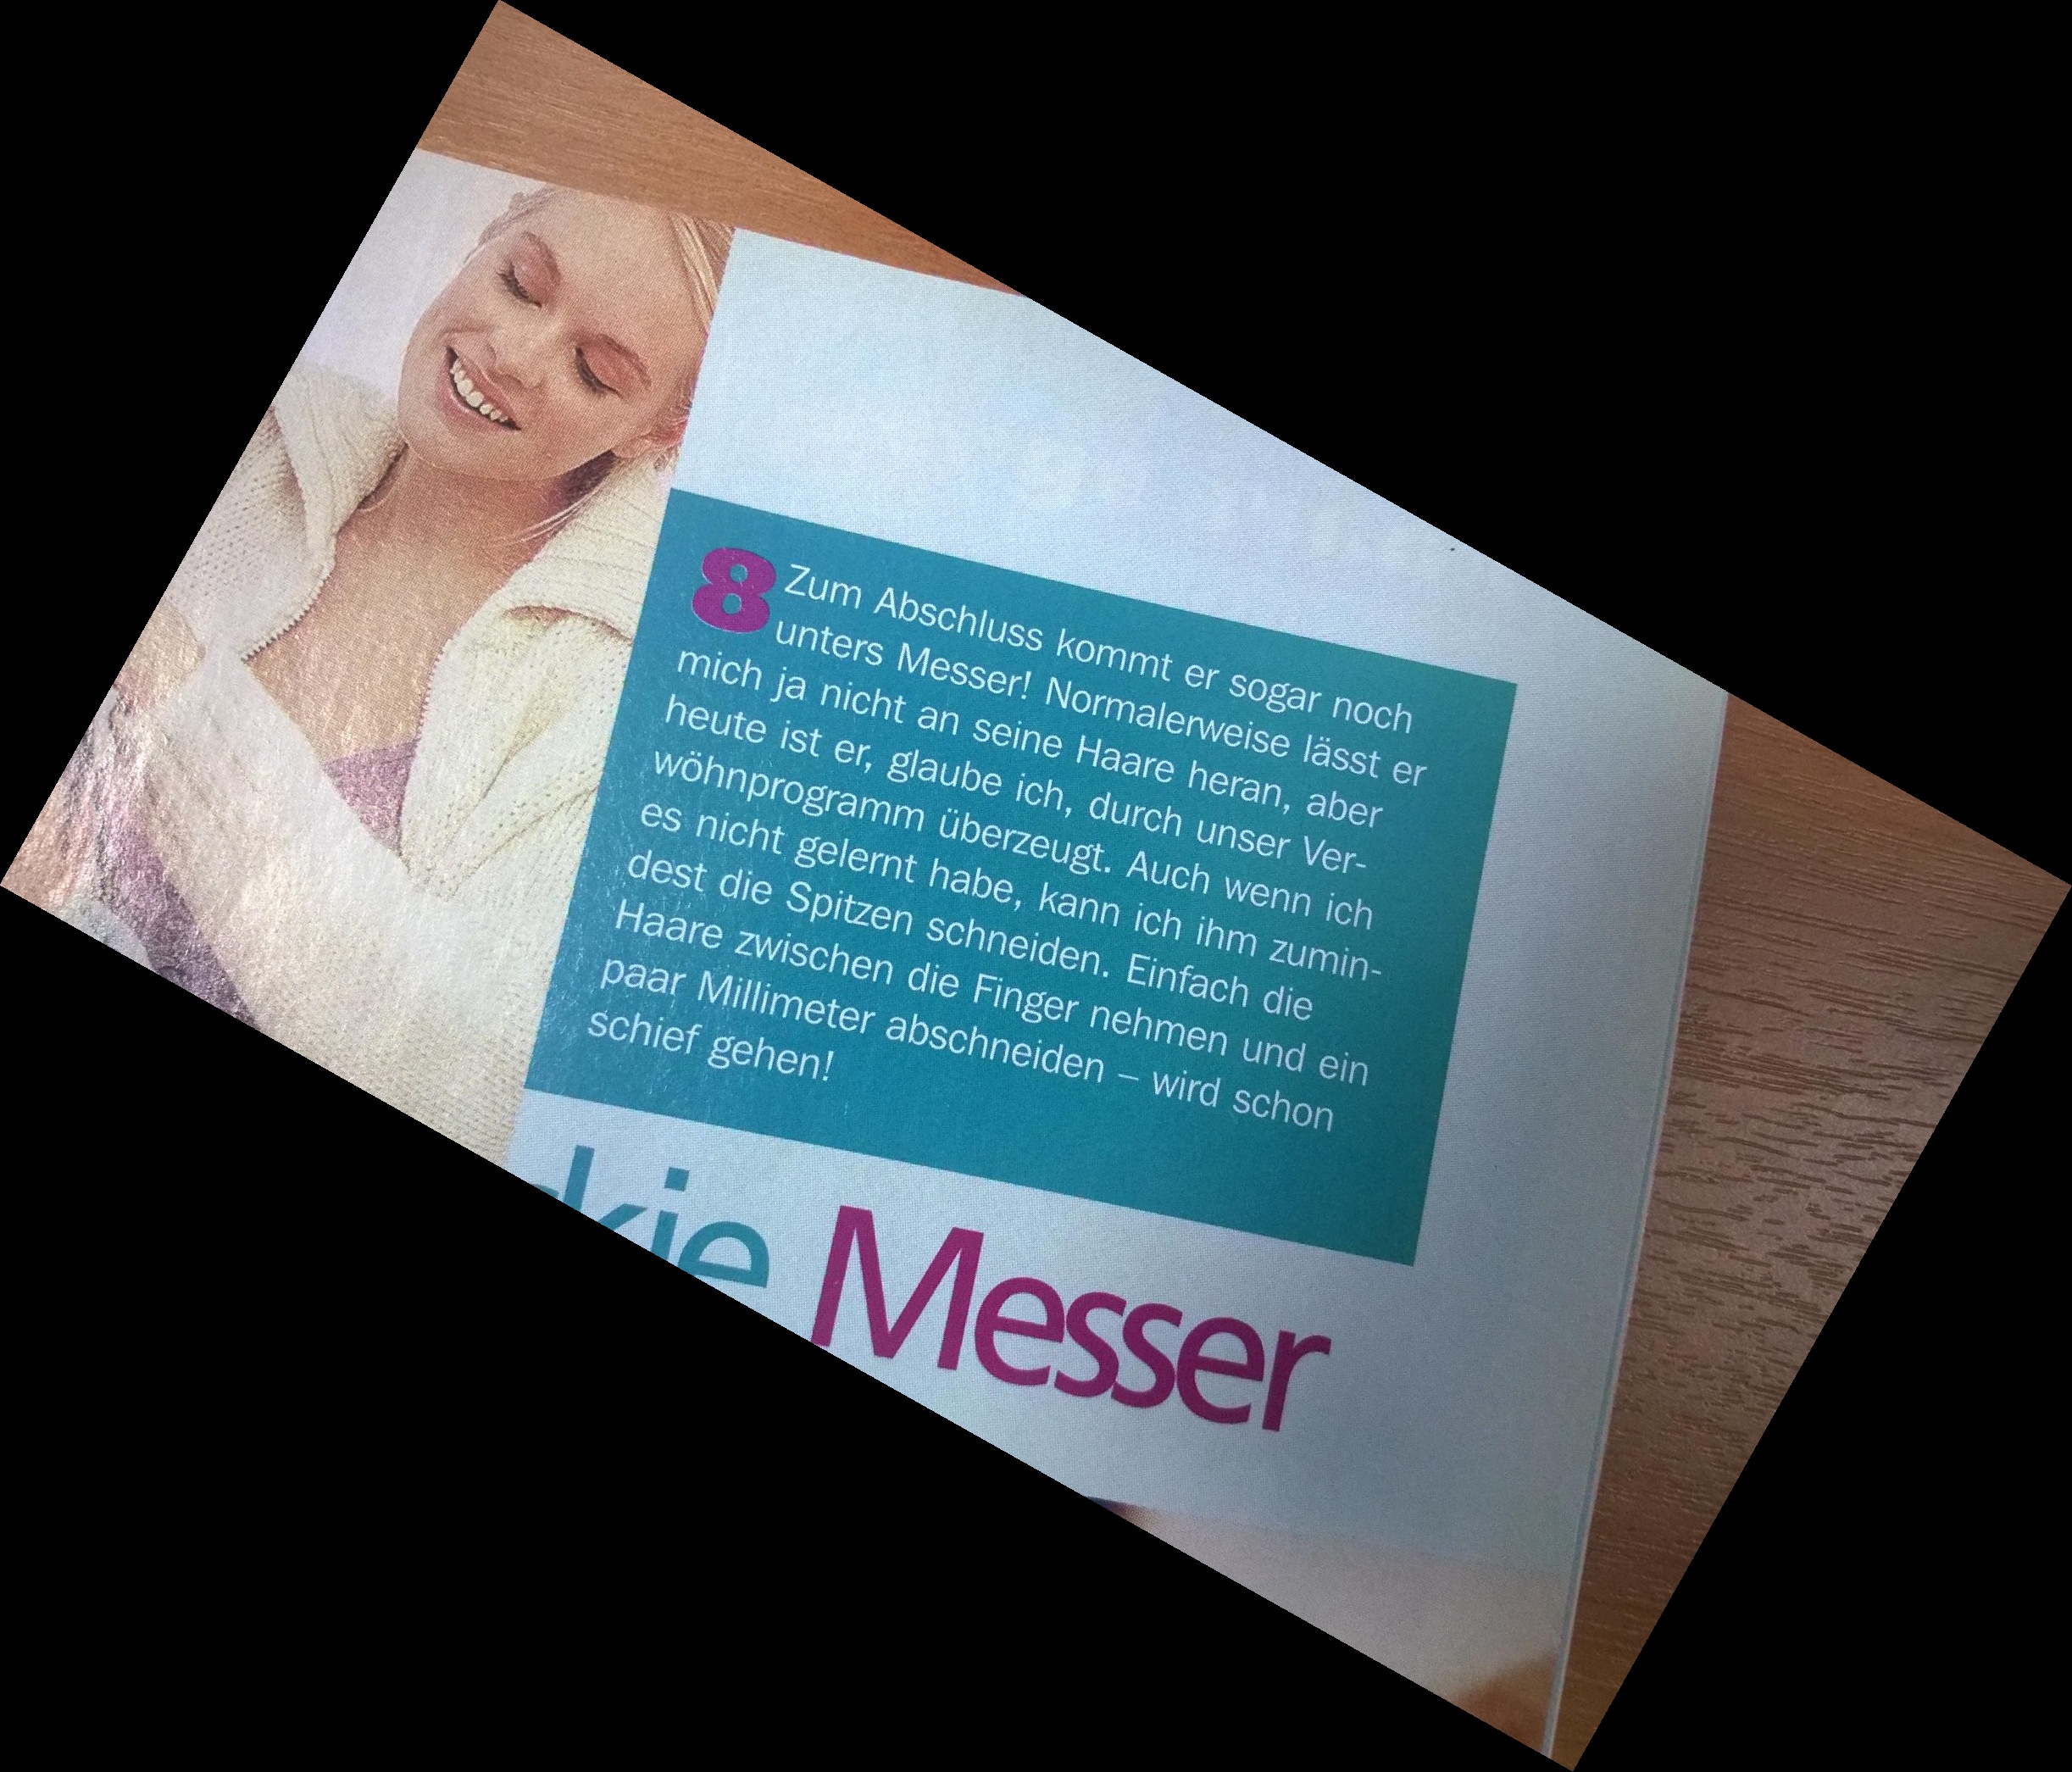 8 Zum Abschluss kommt er sogar noch
unters Messer! Normalerweise lässt er
mich ja nicht an seine Haare heran, aber
heute ist er, glaube ich, durch unser Ver-
wöhnprogramm überzeugt. Auch wenn ich
es nicht gelernt habe, kann ich ihm zumin-
dest die Spitzen schneiden. Einfach die
Haare zwischen die Finger nehmen und ein
paar Millimeter abschneiden – wird schon
schief gehen!
Messer